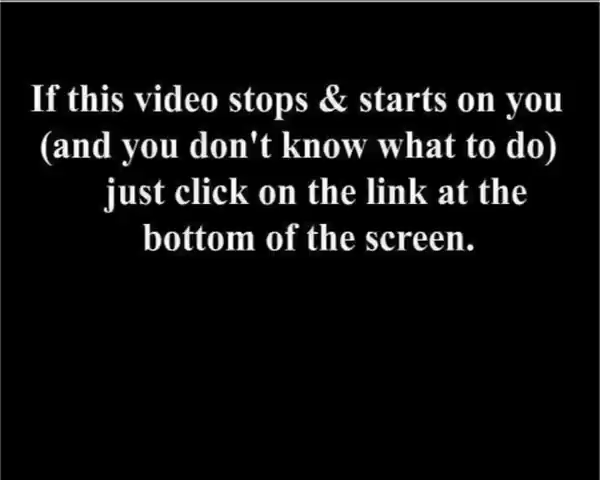 If this video stops & starts on you
(and you don't know what to do)
just click on the link at the
bottom of the screen.